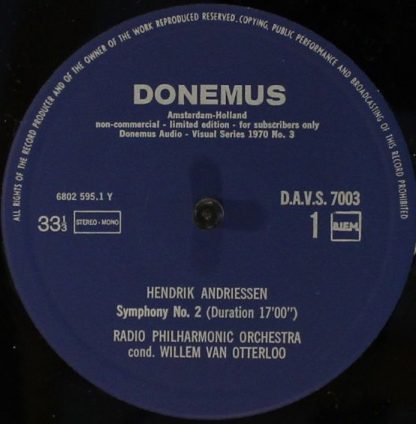 ALL RIGHTS OF THE RECORD PRODUCER AND OF THE OWNER OF THE WORK REPRODUCED RESERVED. COPYING, PUBLIC PERFORMANCE AND BROADCASTING OF THIS RECORD PROHIBITED
DONEMUS
Amsterdam-Holland
non-commercial - limited edition - for subscribers only
Donemus Audio - Visual Series 1970 No. 3
6802 595.1 Y
D.A.V.S. 7003
33⅓ STEREO - MONO
1 B.I.E.M.
HENDRIK ANDRIESSEN
Symphony No. 2 (Duration 17'00")
RADIO PHILHARMONIC ORCHESTRA
cond. WILLEM VAN OTTERLOO